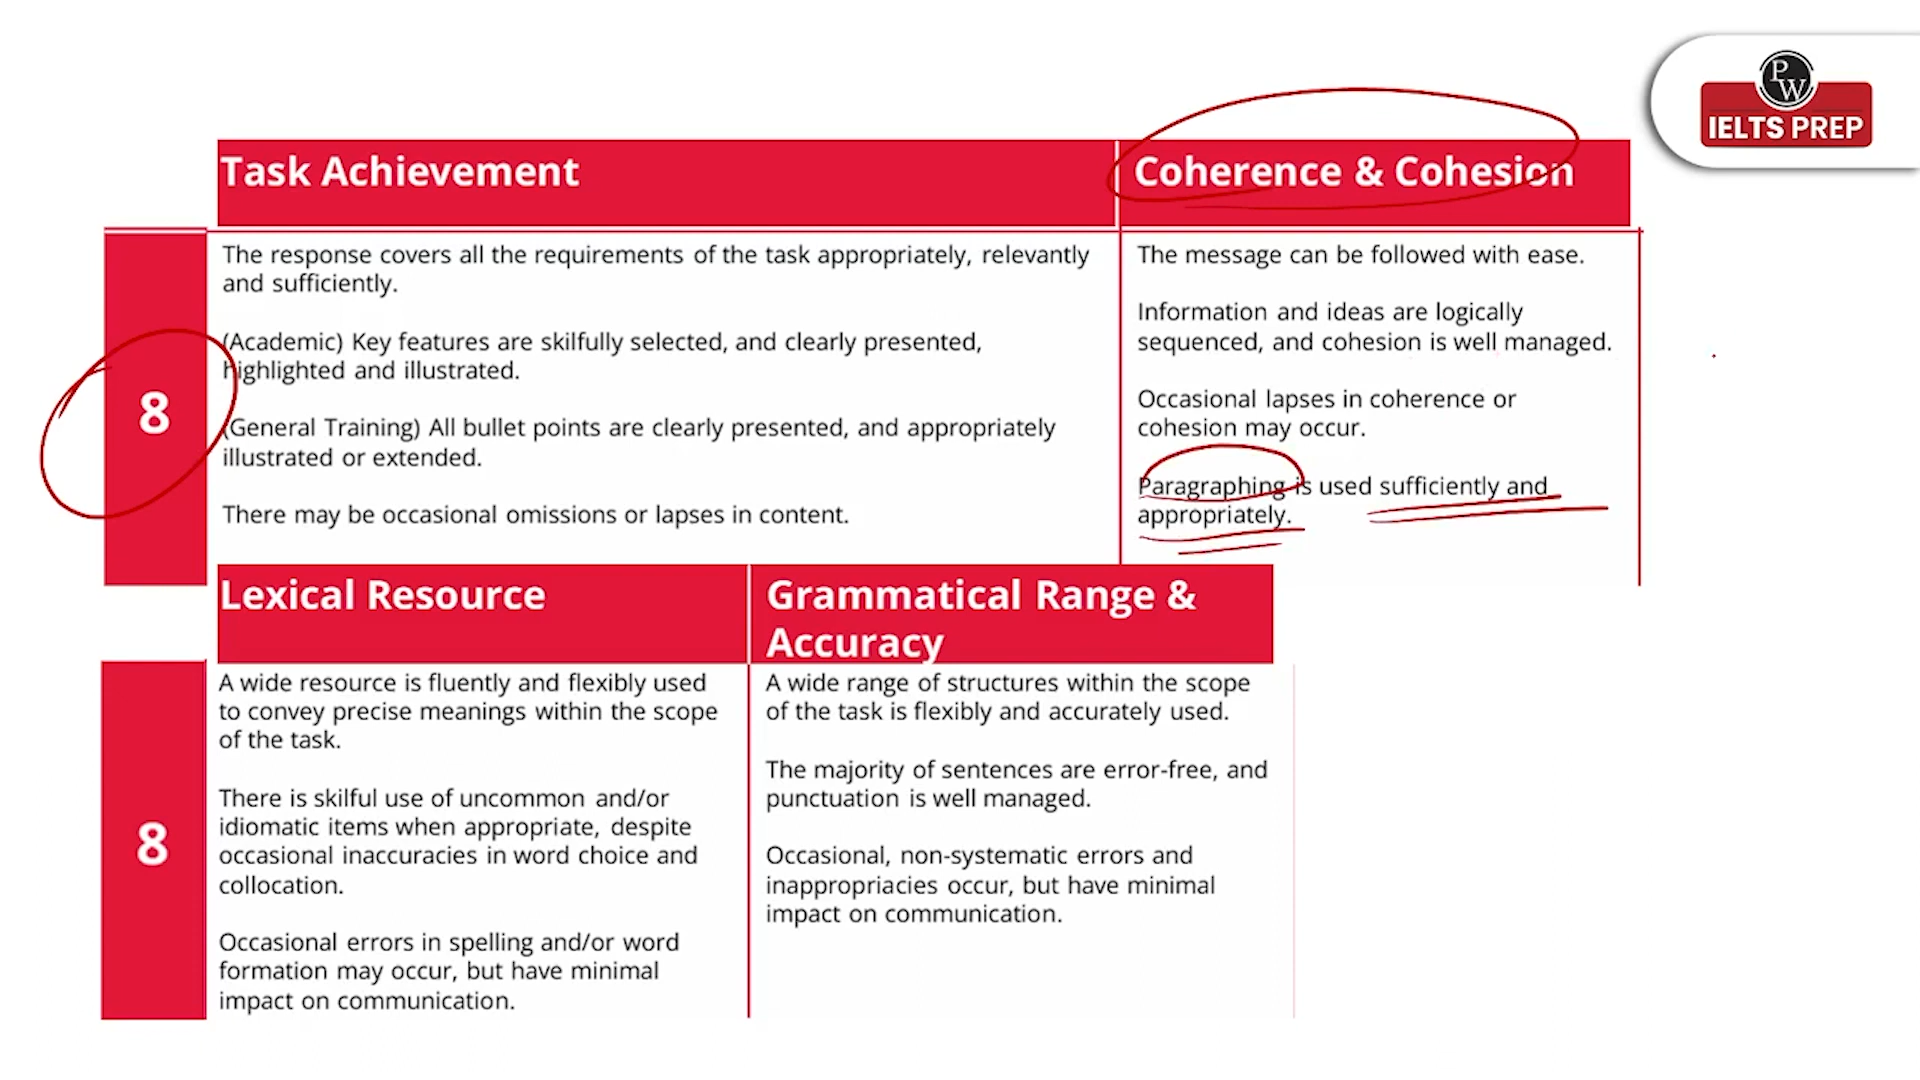 PW
IELTS PREP
Task Achievement
Coherence & Cohesion
8
The response covers all the requirements of the task appropriately, relevantly
and sufficiently.
(Academic) Key features are skilfully selected, and clearly presented,
highlighted and illustrated.
(General Training) All bullet points are clearly presented, and appropriately
illustrated or extended.
There may be occasional omissions or lapses in content.
The message can be followed with ease.
Information and ideas are logically
sequenced, and cohesion is well managed.
Occasional lapses in coherence or
cohesion may occur.
Paragraphing is used sufficiently and
appropriately.
Lexical Resource
Grammatical Range &
Accuracy
8
A wide resource is fluently and flexibly used
to convey precise meanings within the scope
of the task.
There is skilful use of uncommon and/or
idiomatic items when appropriate, despite
occasional inaccuracies in word choice and
collocation.
Occasional errors in spelling and/or word
formation may occur, but have minimal
impact on communication.
A wide range of structures within the scope
of the task is flexibly and accurately used.
The majority of sentences are error-free, and
punctuation is well managed.
Occasional, non-systematic errors and
inappropriacies occur, but have minimal
impact on communication.